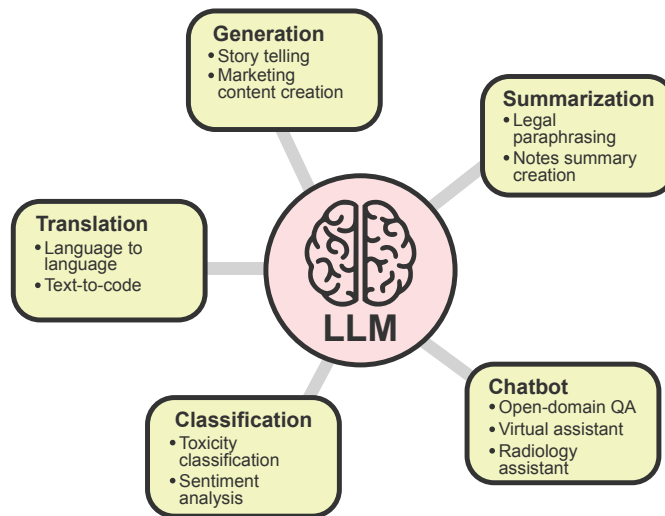 Generation
• Story telling
• Marketing
content creation
Summarization
• Legal
paraphrasing
• Notes summary
creation
Translation
• Language to
language
• Text-to-code
LLM
Classification
• Toxicity
classification
• Sentiment
analysis
Chatbot
• Open-domain QA
• Virtual assistant
• Radiology
assistant